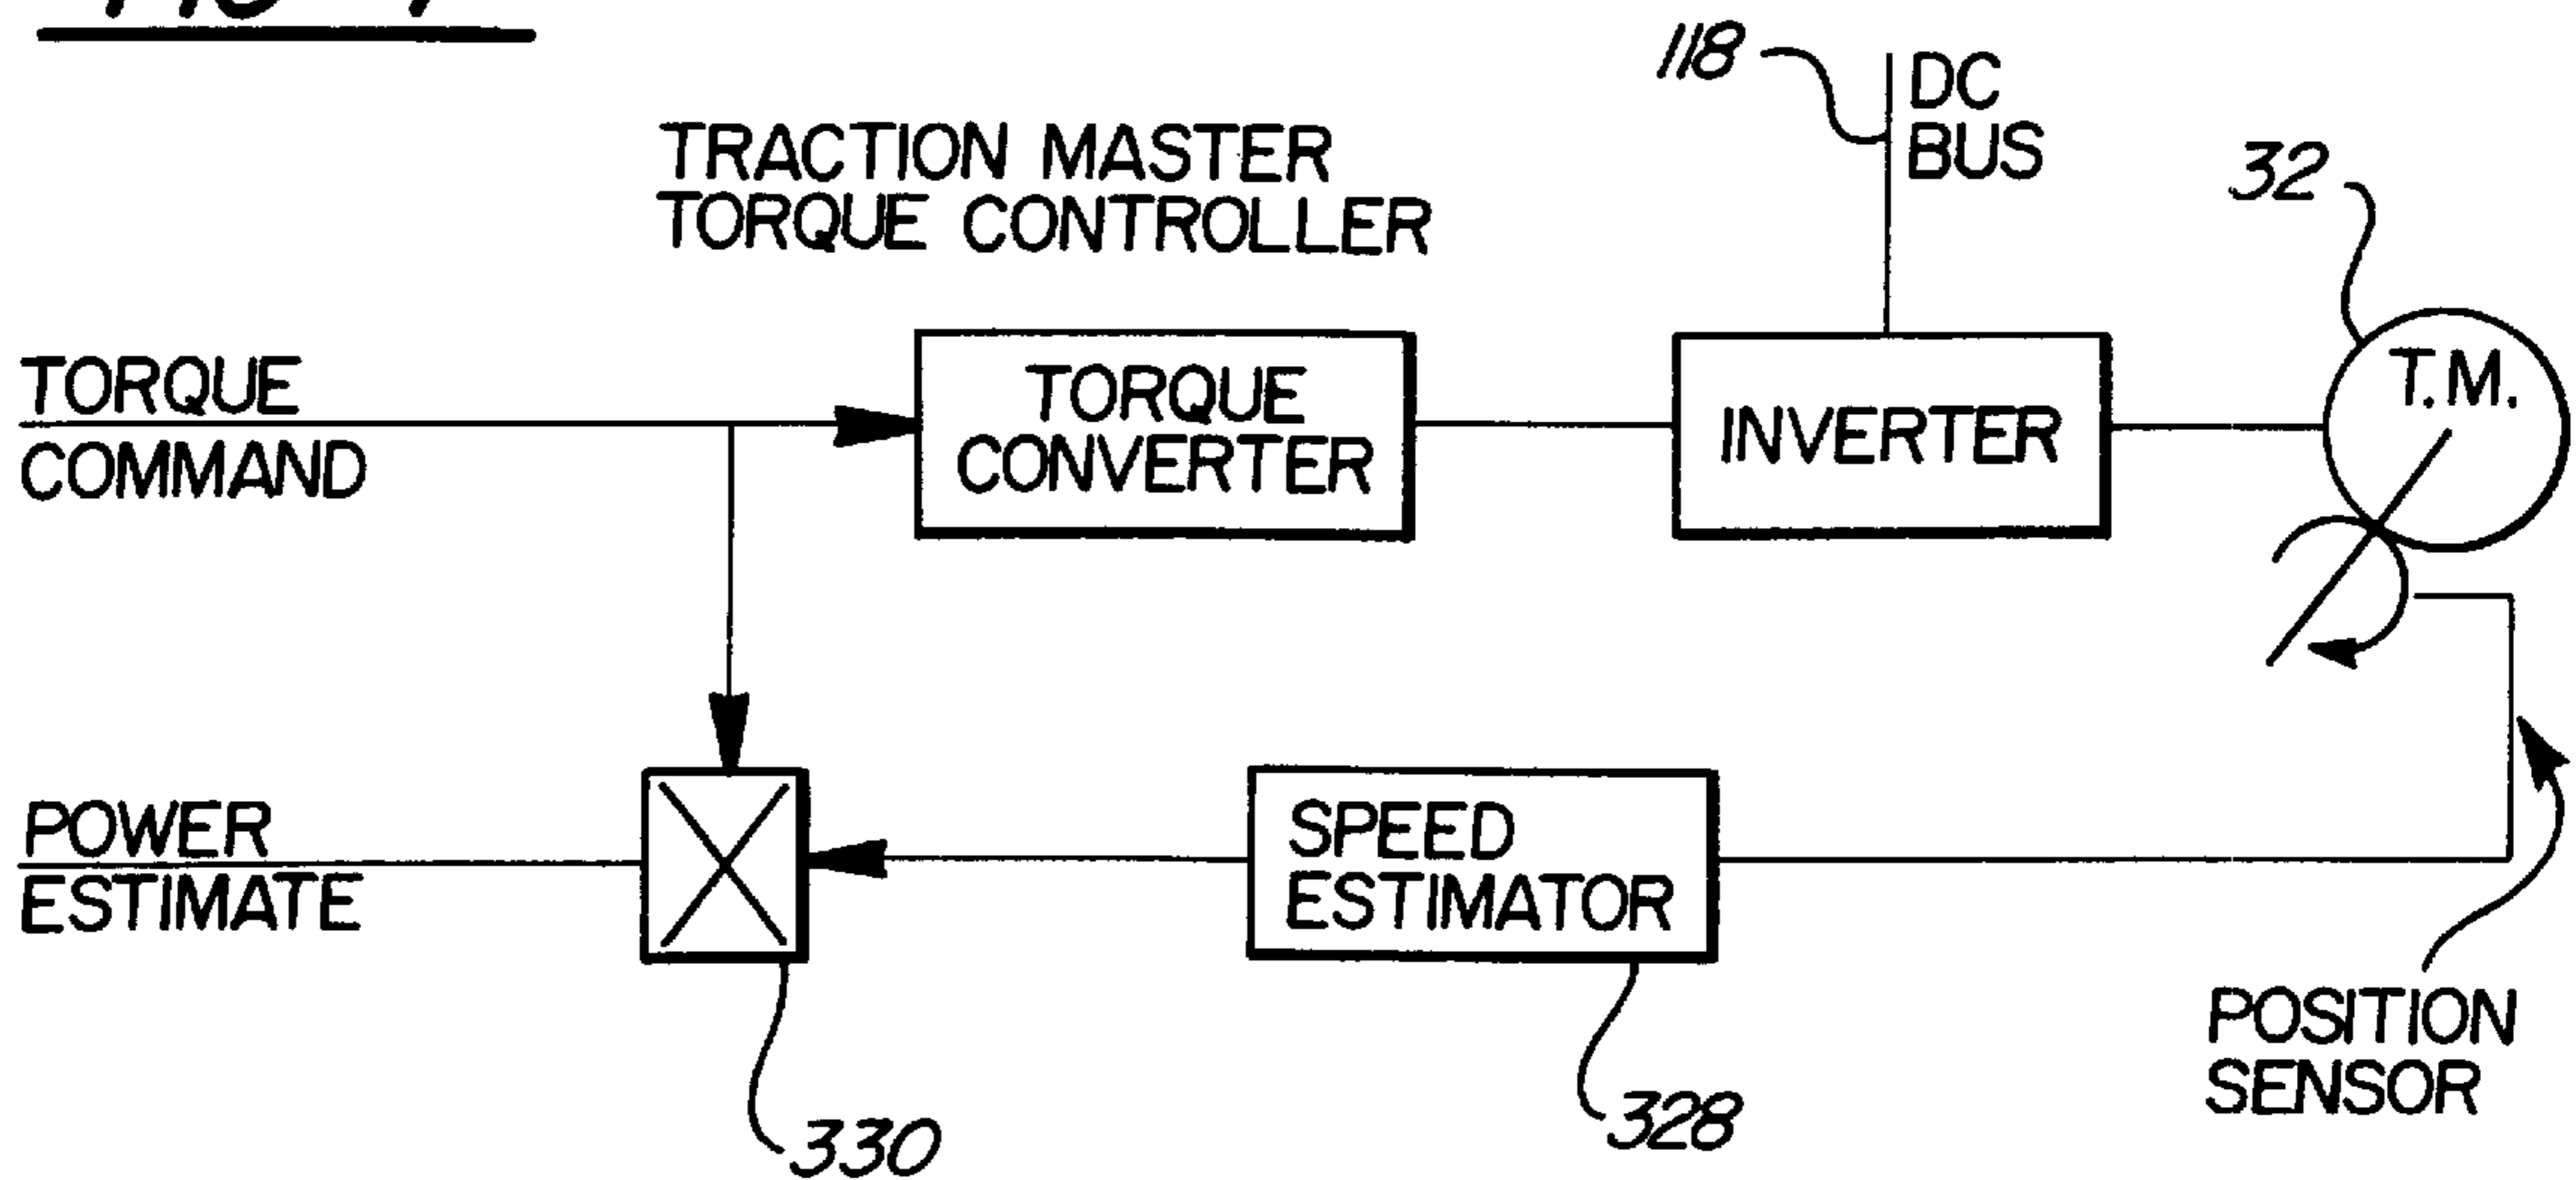 118
DC
BUS
32
TRACTION MASTER
TORQUE CONTROLLER
TORQUE
COMMAND
TORQUE
CONVERTER
INVERTER
T.M.
POWER
ESTIMATE
SPEED
ESTIMATOR
POSITION
SENSOR
330
328